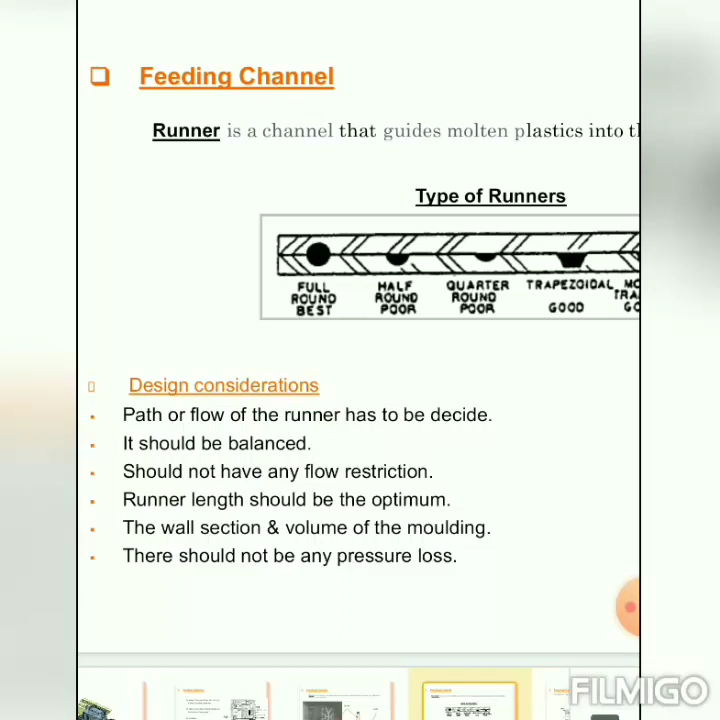 Feeding Channel
Runner is a channel that guides molten plastics into
Type of Runners
FULL ROUND BEST
HALF ROUND POOR
QUARTER ROUND POOR
TRAPEZOIDAL GOOD
Design considerations
Path or flow of the runner has to be decide.
It should be balanced.
Should not have any flow restriction.
Runner length should be the optimum.
The wall section & volume of the moulding.
There should not be any pressure loss.
FILMIGO